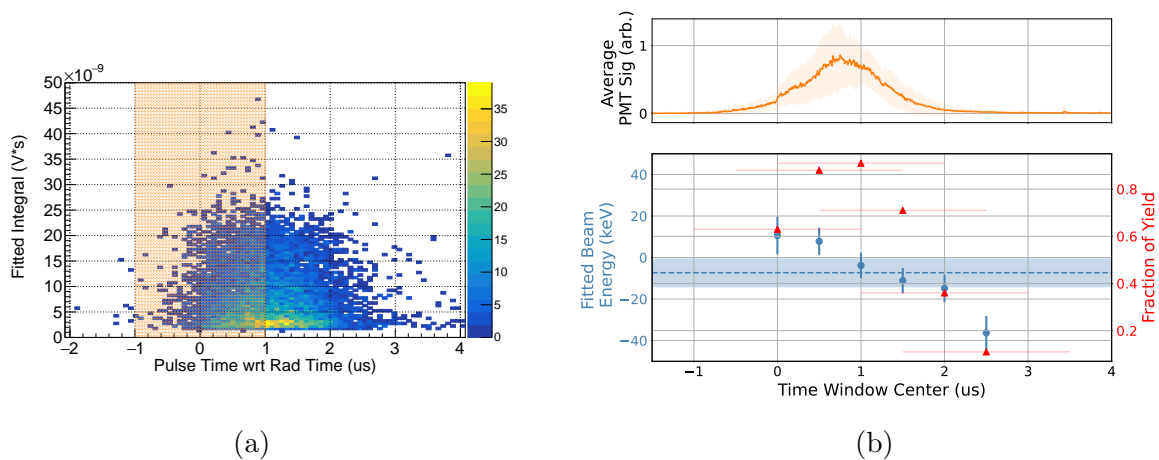 ×10⁻⁹
50
45
40
35
30
25
20
15
10
5
0
Fitted Integral (V*s)
−2 −1 0 1 2 3 4
Pulse Time wrt Rad Time (us)
35
30
25
20
15
10
5
0
(a)
Average
PMT Sig (arb.)
1
0
Fitted Beam
Energy (keV)
40
20
0
−20
−40
0.8
0.6
0.4
0.2
Fraction of Yield
−1 0 1 2 3 4
Time Window Center (us)
(b)